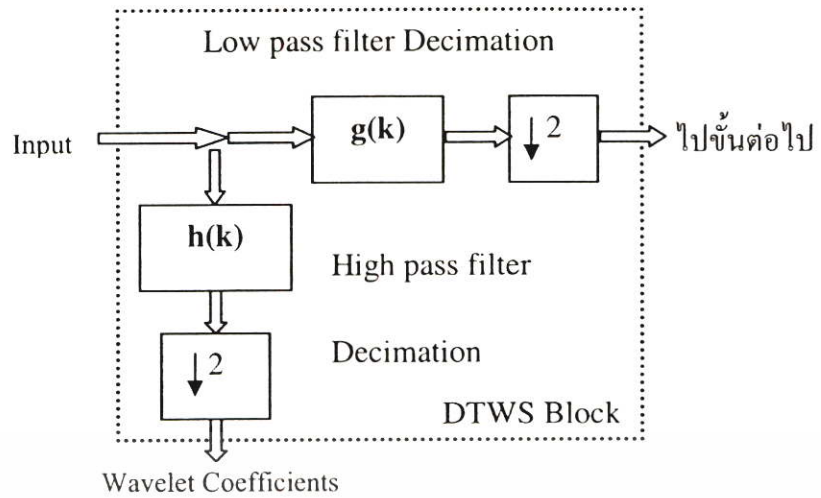 Low pass filter Decimation
Input
g(k)
↓2
ไปขั้นต่อไป
h(k)
High pass filter
↓2
Decimation
DTWS Block
Wavelet Coefficients